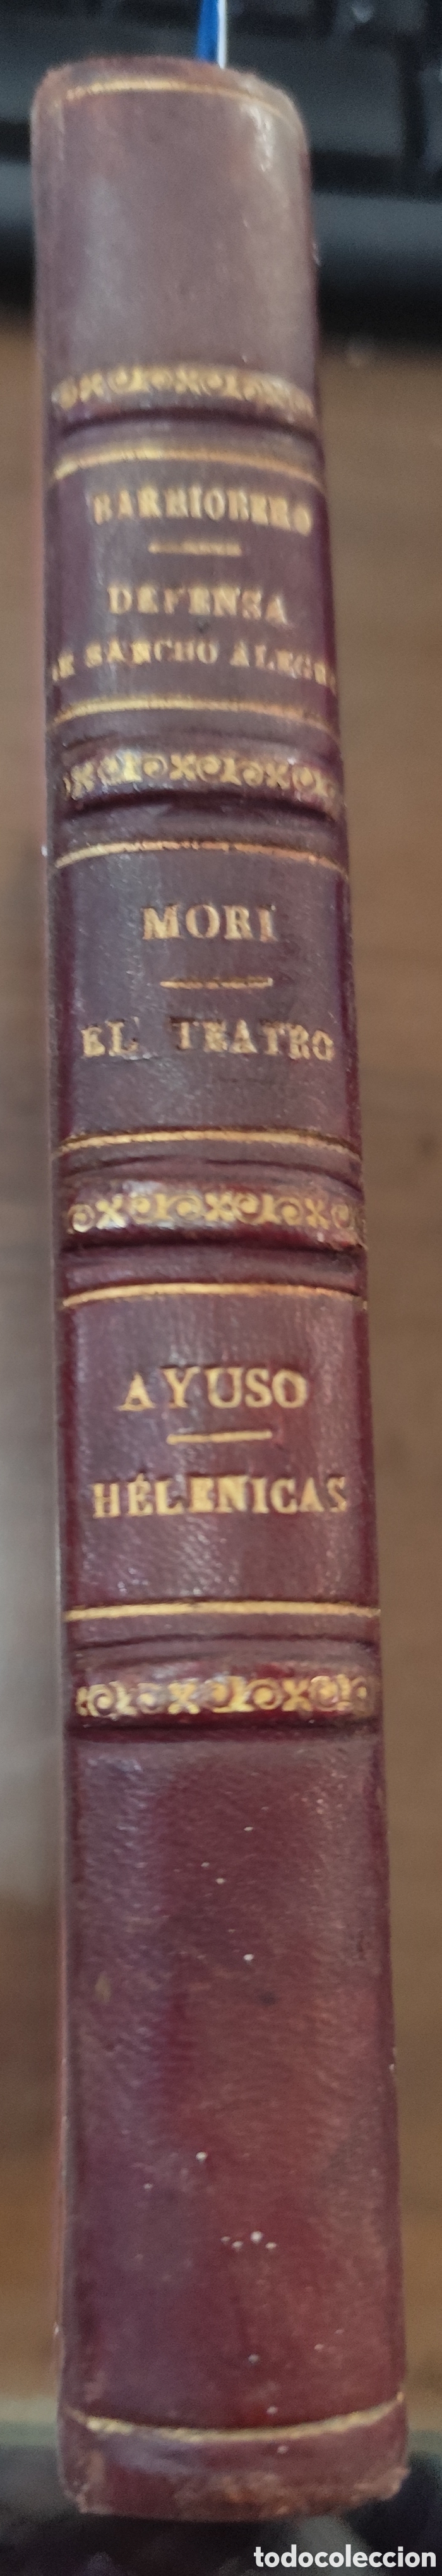 BARRIOBERO
DEFENSA
DE SANCHO ALEGRE
MORI
EL TEATRO
AYUSO
HÉLENICAS
todocoleccion